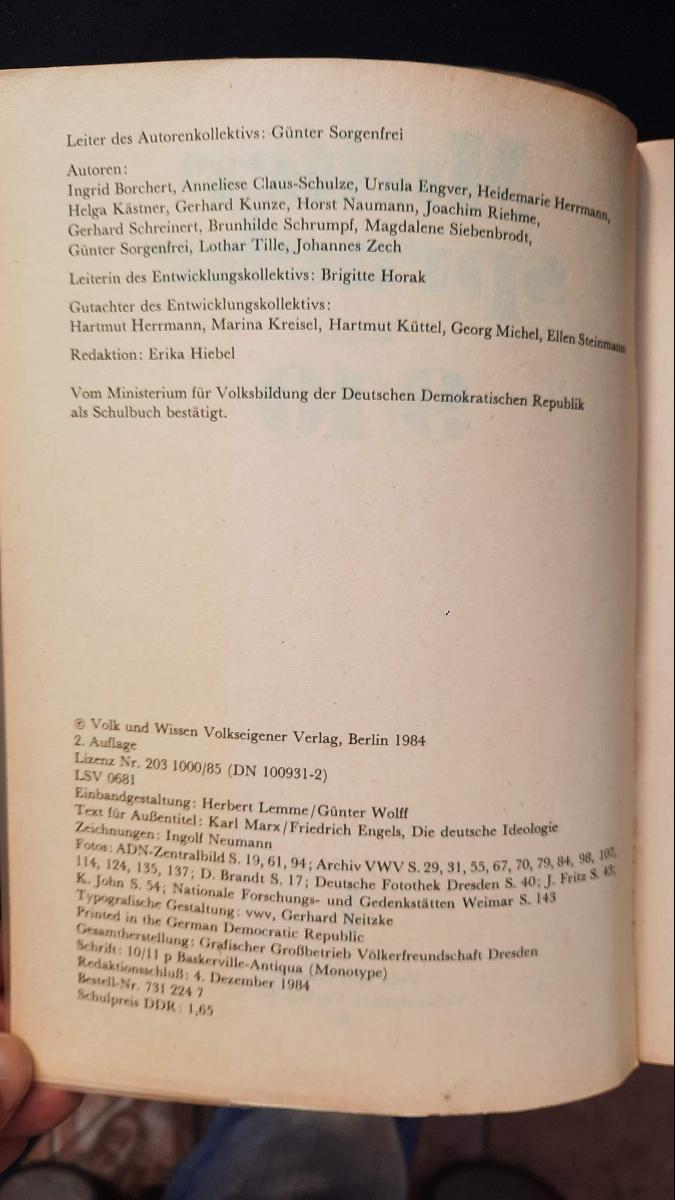 Leiter des Autorenkollektivs: Günter Sorgenfrei
Autoren:
Ingrid Borchert, Anneliese Claus-Schulze, Ursula Engver, Heidemarie Herrmann,
Helga Kästner, Gerhard Kunze, Horst Naumann, Joachim Riehme,
Gerhard Schreinert, Brunhilde Schrumpf, Magdalene Siebenbrodt,
Günter Sorgenfrei, Lothar Tille, Johannes Zech
Leiterin des Entwicklungskollektivs: Brigitte Horak
Gutachter des Entwicklungskollektivs:
Hartmut Herrmann, Marina Kreisel, Hartmut Küttel, Georg Michel, Ellen Steinmann
Redaktion: Erika Hiebel
Vom Ministerium für Volksbildung der Deutschen Demokratischen Republik
als Schulbuch bestätigt.
© Volk und Wissen Volkseigener Verlag, Berlin 1984
2. Auflage
Lizenz Nr. 203 1000/85 (DN 100931-2)
LSV 0681
Einbandgestaltung: Herbert Lemme/Günter Wolff
Text für Außentitel: Karl Marx/Friedrich Engels, Die deutsche Ideologie
Zeichnungen: Ingolf Neumann
Fotos: ADN-Zentralbild S. 19, 61, 94; Archiv VWV S. 29, 31, 55, 67, 70, 79, 84, 98,
114, 124, 135, 137; D. Brandt S. 17; Deutsche Fotothek Dresden S. 40; J. Fritz S.
K. John S. 54; Nationale Forschungs- und Gedenkstätten Weimar S. 143
Typografische Gestaltung: vwv, Gerhard Neitzke
Printed in the German Democratic Republic
Gesamtherstellung: Grafischer Großbetrieb Völkerfreundschaft Dresden
Schrift: 10/11 p Baskerville-Antiqua (Monotype)
Redaktionsschluß: 4. Dezember 1984
Bestell-Nr. 731 224 7
Schulpreis DDR: 1,65